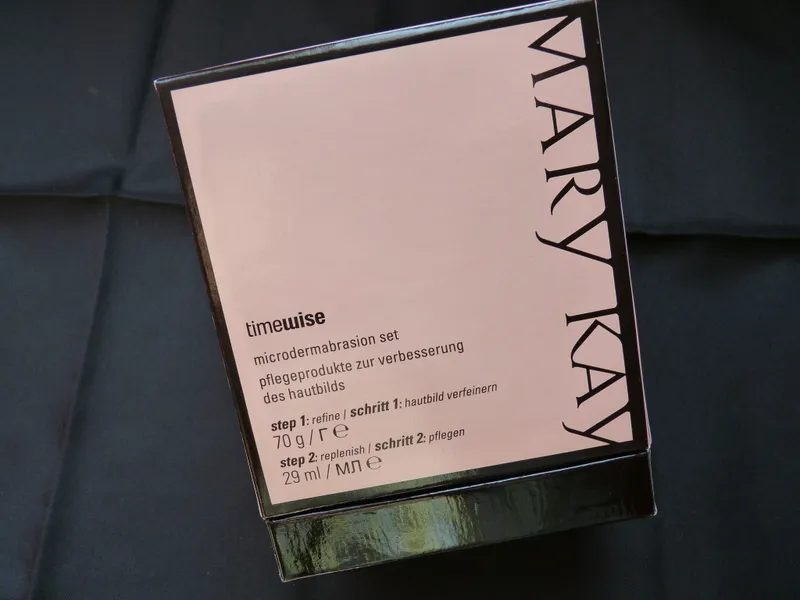 MARY KAY
timewise
microdermabrasion set
pflegeprodukte zur verbesserung
des hautbilds
step 1: refine / schritt 1: hautbild verfeinern
70 g / Г ℮
step 2: replenish / schritt 2: pflegen
29 ml / МЛ ℮